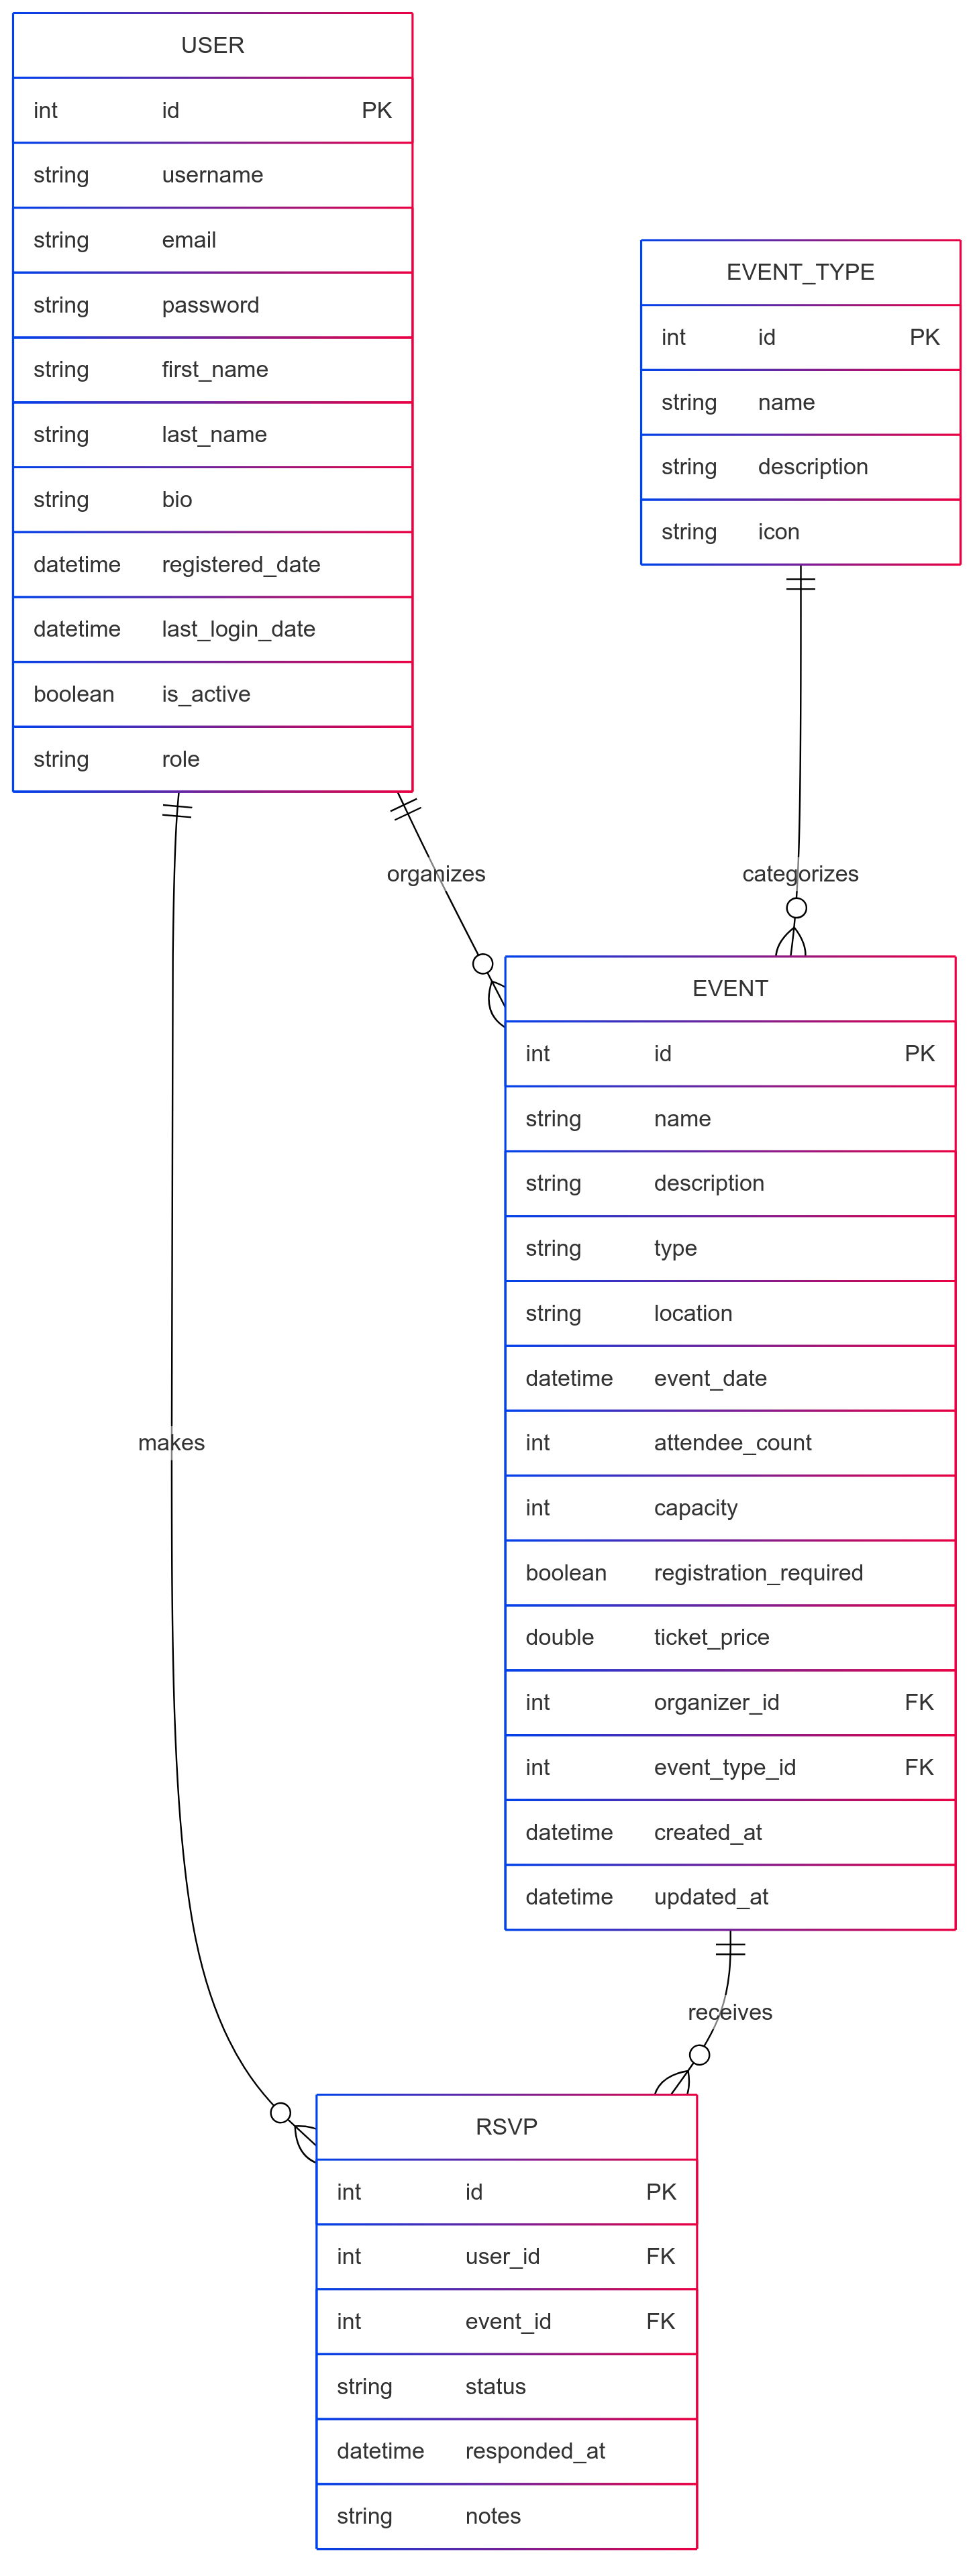 USER
int id PK
string username
string email
string password
string first_name
string last_name
string bio
datetime registered_date
datetime last_login_date
boolean is_active
string role
EVENT_TYPE
int id PK
string name
string description
string icon
organizes
categorizes
EVENT
int id PK
string name
string description
string type
string location
datetime event_date
int attendee_count
int capacity
boolean registration_required
double ticket_price
int organizer_id FK
int event_type_id FK
datetime created_at
datetime updated_at
makes
receives
RSVP
int id PK
int user_id FK
int event_id FK
string status
datetime responded_at
string notes